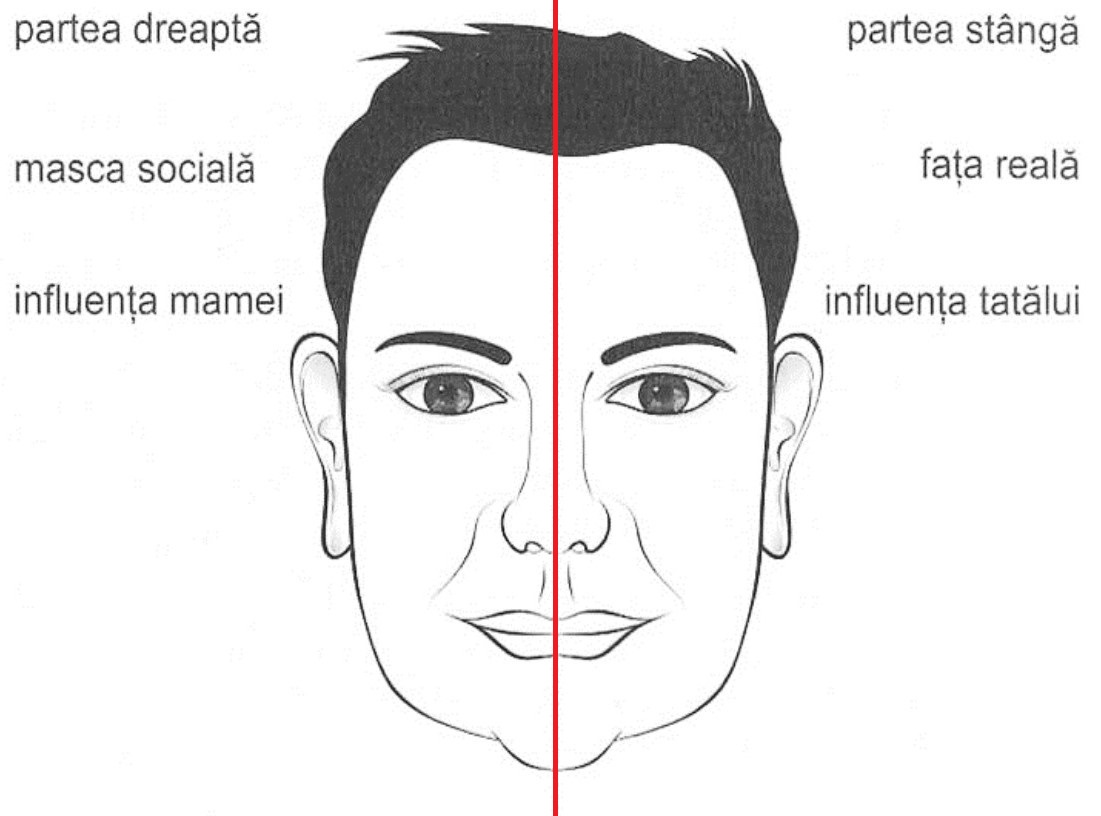 partea dreaptă
partea stângă
masca socială
fața reală
influența mamei
influența tatălui